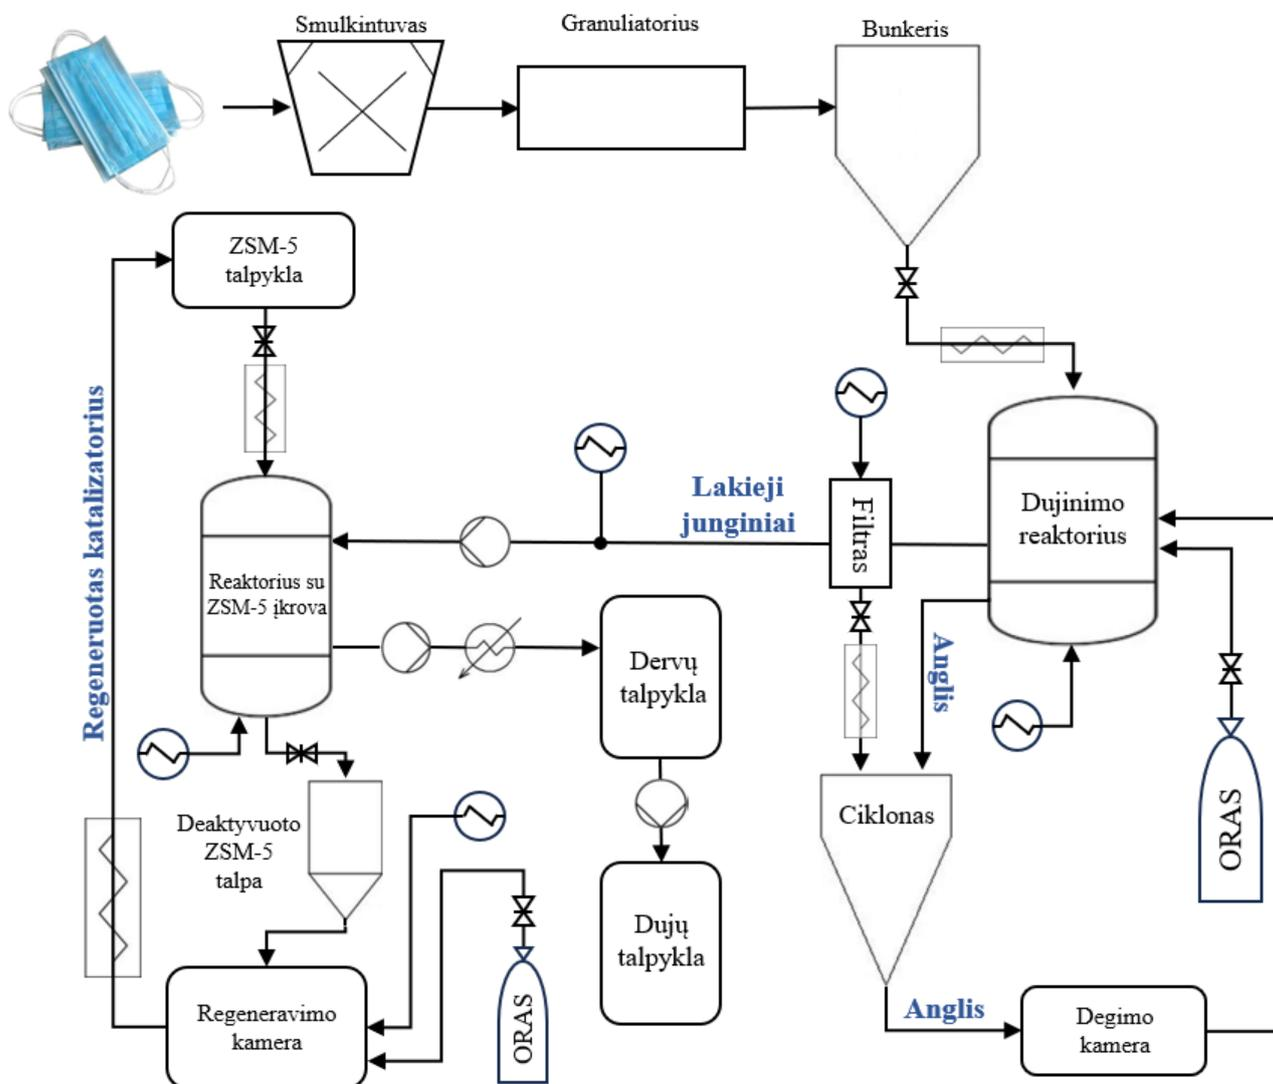 Smulkintuvas
Granuliatorius
Bunkeris
ZSM-5
talpykla
Regeneruotas katalizatorius
Lakieji
junginiai
Filtras
Dujinimo
reaktorius
Reaktorius su
ZSM-5 įkrova
Dervų
talpykla
Anglis
ORAS
Ciklonas
Deaktyvuoto
ZSM-5
talpa
Dujų
talpykla
Regeneravimo
kamera
ORAS
Anglis
Degimo
kamera